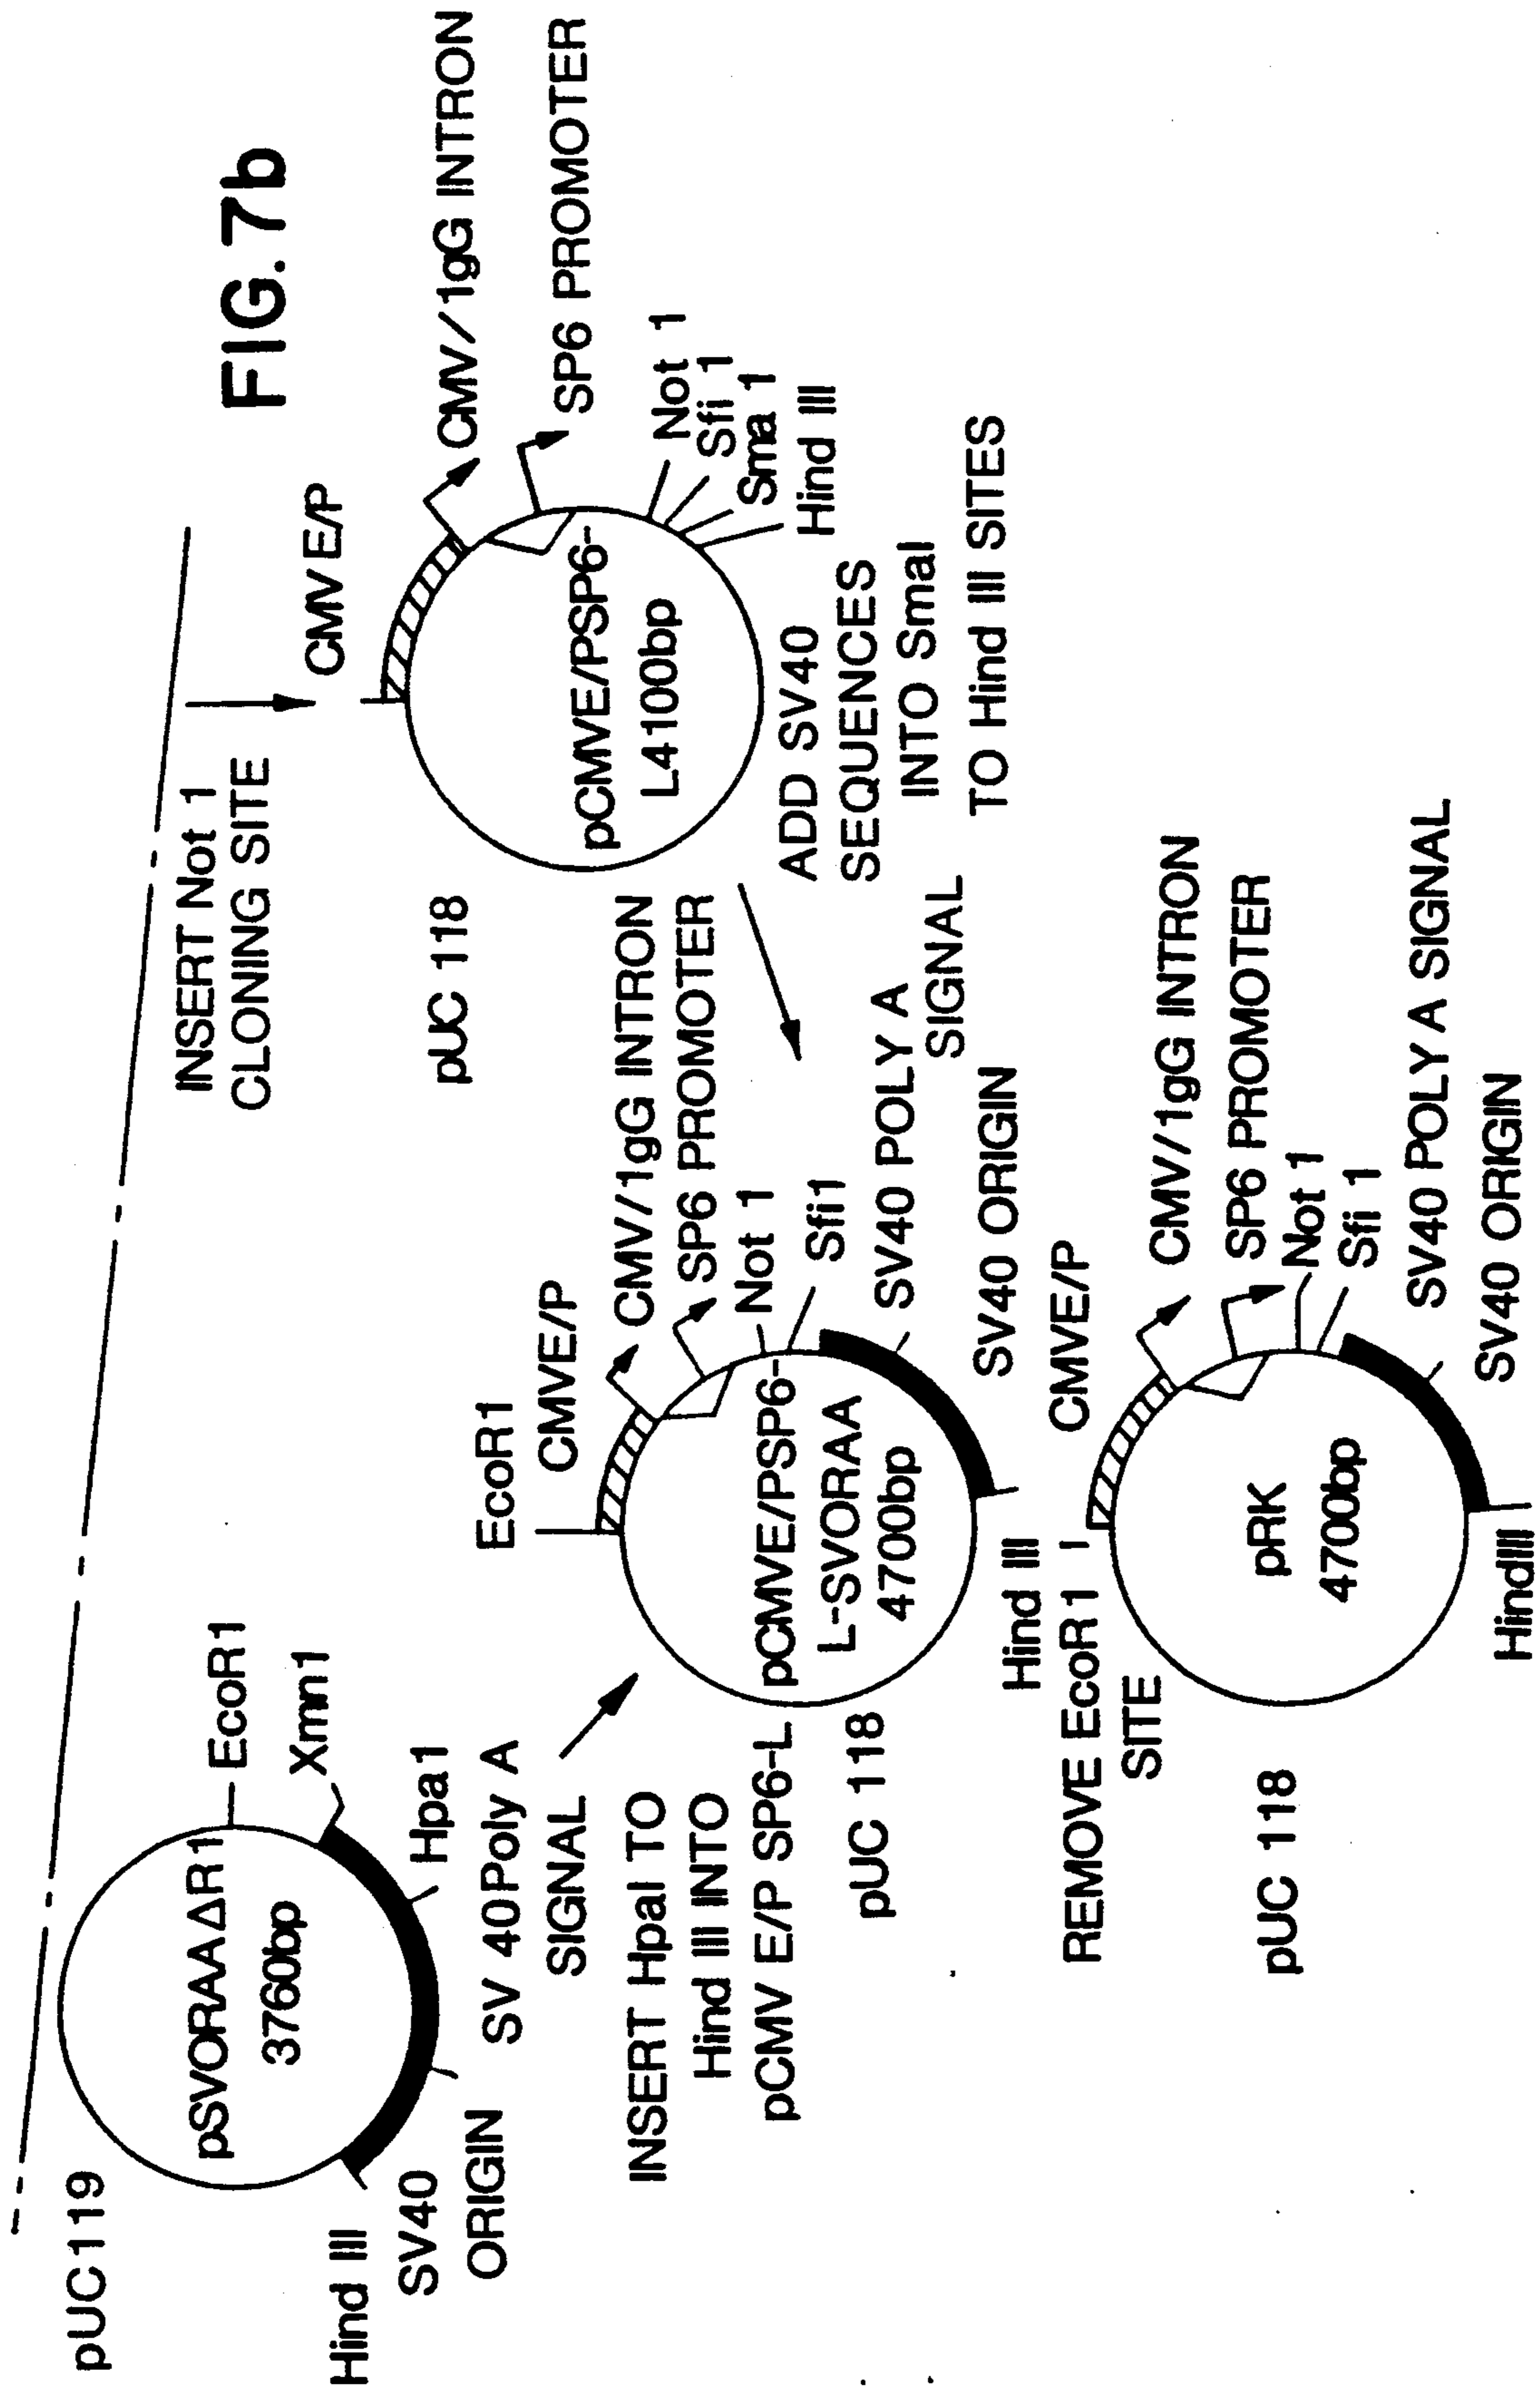 FIG. 7b
pUC119
pSVORAAΔR1
3760bp
EcoR1
Xmn1
Hpa1
SV 40Poly A
SIGNAL
Hind III
SV40
ORIGIN
INSERT HpaI TO
Hind III INTO
pCMV E/P SP6-L
INSERT Not 1
CLONING SITE
CMV E/P
CMV/1gG INTRON
SP6 PROMOTER
Not 1
Sfi 1
Sma 1
Hind III
pCMVE/PSP6-
L4100bp
pUC 118
ADD SV40
SEQUENCES
INTO SmaI
TO Hind III SITES
EcoR1
CMVE/P
CMV/1gG INTRON
SP6 PROMOTER
Not 1
Sfi1
SV40 POLY A
SIGNAL
SV40 ORIGIN
pCMVE/PSP6-
L-SVORAA
4700bp
pUC 118
Hind III
REMOVE EcoR1
SITE
CMVE/P
CMV/1gG INTRON
SP6 PROMOTER
Not 1
Sfi 1
SV40 POLY A SIGNAL
SV40 ORIGIN
pRK
4700bp
pUC 118
HindIII